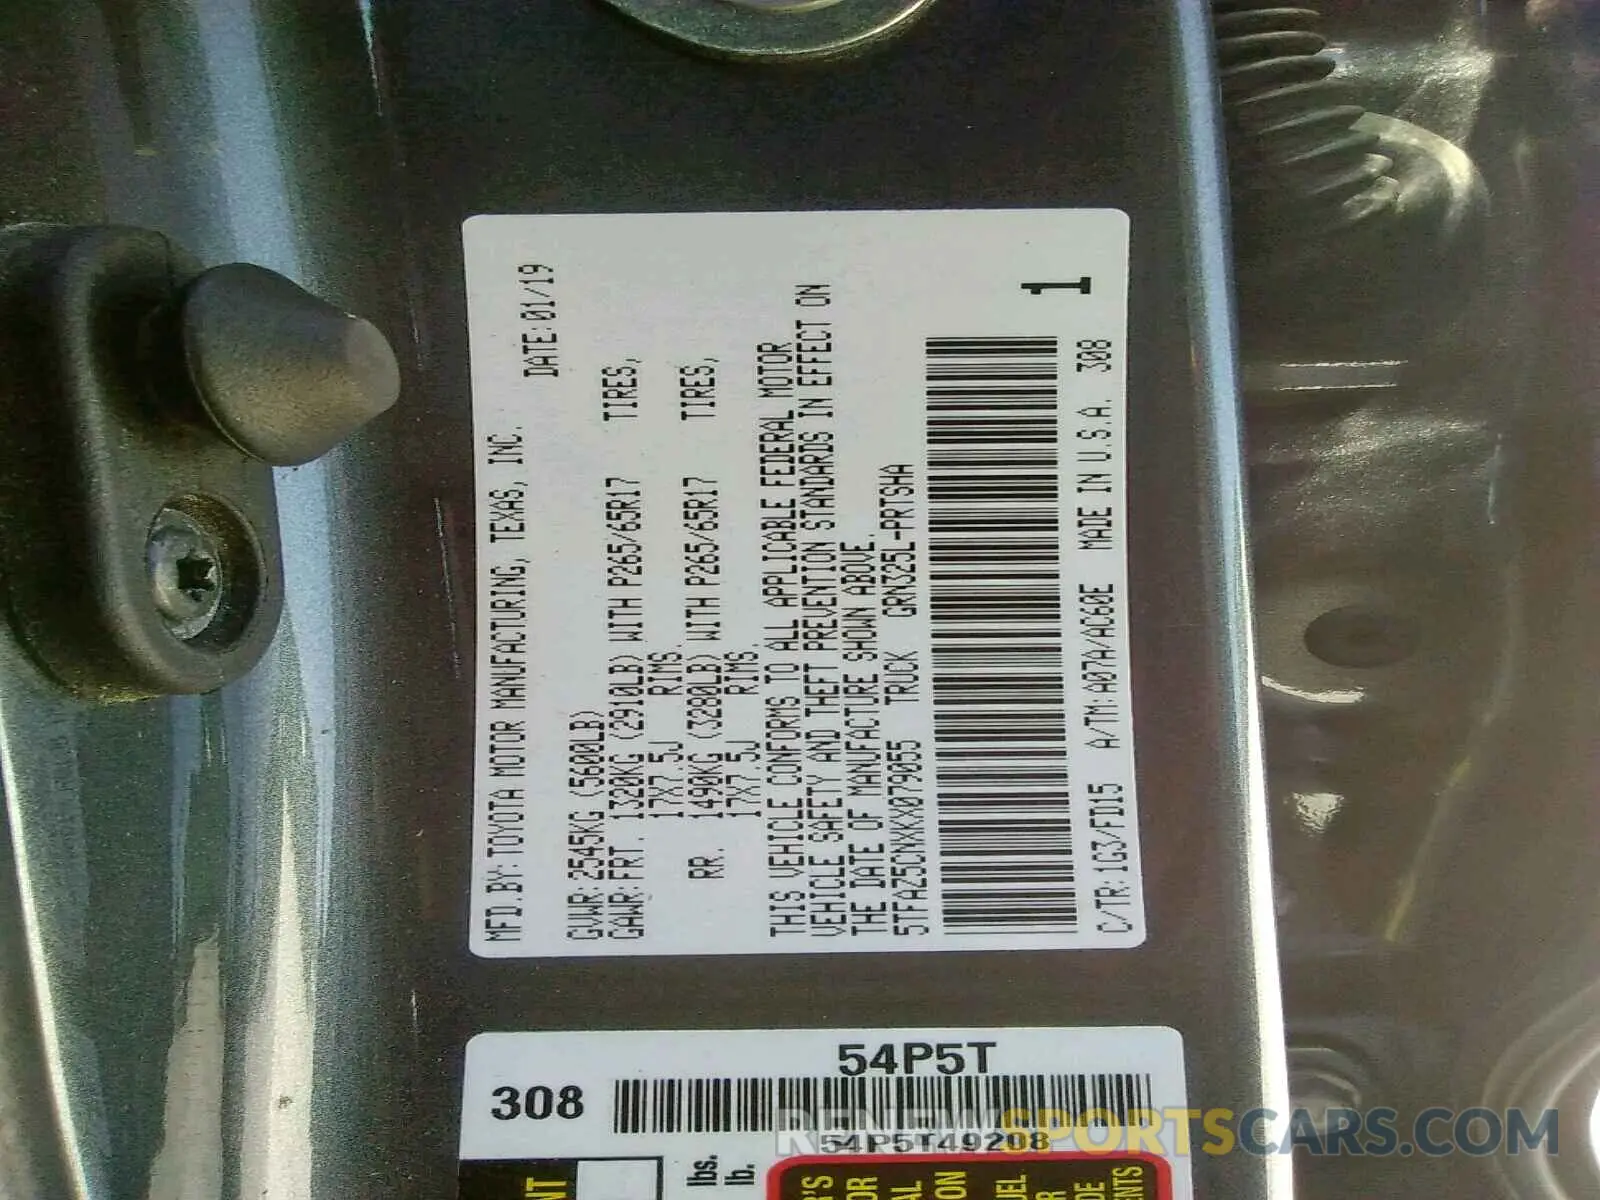 MFD.BY:TOYOTA MOTOR MANUFACTURING, TEXAS, INC.
DATE:01/19
GVWR:2545KG (5600LB)
GAWR:FRT. 1320KG (2910LB) WITH P265/65R17 TIRES,
17X7.5J RIMS.
RR. 1490KG (3280LB) WITH P265/65R17 TIRES,
17X7.5J RIMS.
THIS VEHICLE CONFORMS TO ALL APPLICABLE FEDERAL MOTOR
VEHICLE SAFETY AND THEFT PREVENTION STANDARDS IN EFFECT ON
THE DATE OF MANUFACTURE SHOWN ABOVE.
5TFAZ5CNXKX079055 TRUCK GRN325L-PRTSHA
1
C/TR:1G3/FD15 A/TM:A07A/AC60E MADE IN U.S.A. 308
54P5T
308
54P5T49208
lbs.
lb.
RENEWSPORTSCARS.COM